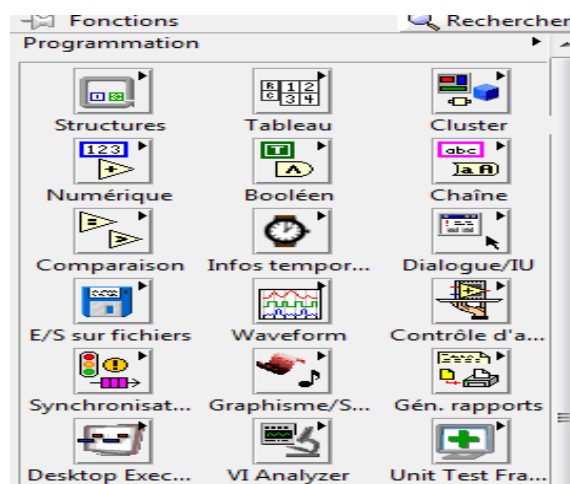 Fonctions Rechercher
Programmation
Structures Tableau Cluster
Numérique Booléen Chaîne
Comparaison Infos tempor... Dialogue/IU
E/S sur fichiers Waveform Contrôle d'a...
Synchronisat... Graphisme/S... Gén. rapports
Desktop Exec... VI Analyzer Unit Test Fra...